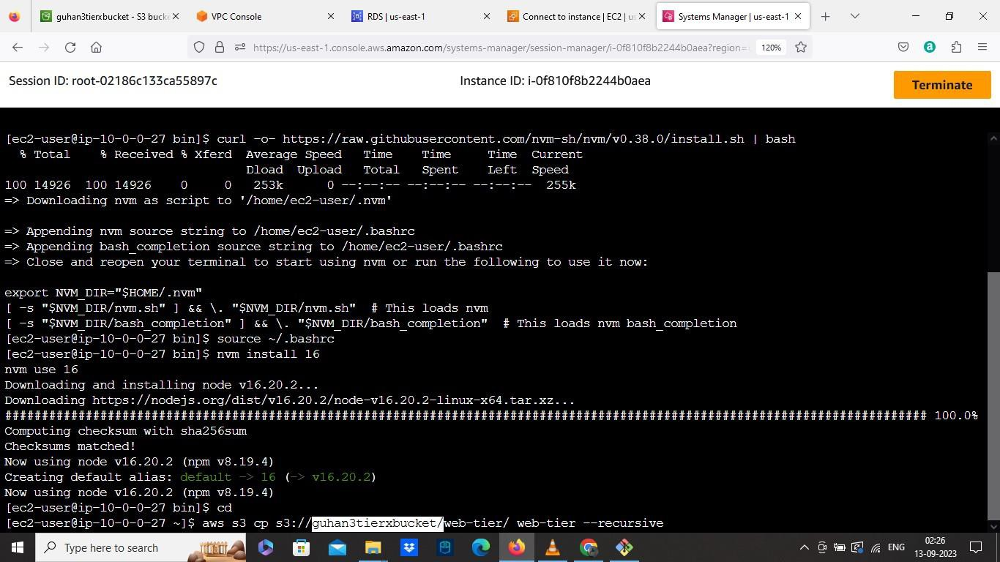 guhan3tierxbucket - S3 buck
VPC Console
RDS | us-east-1
Connect to instance | EC2 | us
Systems Manager | us-east-1
https://us-east-1.console.aws.amazon.com/systems-manager/session-manager/i-0f810f8b2244b0aea?region=
120%
Session ID: root-02186c133ca55897c
Instance ID: i-0f810f8b2244b0aea
Terminate
[ec2-user@ip-10-0-0-27 bin]$ curl -o- https://raw.githubusercontent.com/nvm-sh/nvm/v0.38.0/install.sh | bash
% Total % Received % Xferd Average Speed Time Time Time Current
Dload Upload Total Spent Left Speed
100 14926 100 14926 0 0 253k 0 --:--:-- --:--:-- --:--:-- 255k
=> Downloading nvm as script to '/home/ec2-user/.nvm'
=> Appending nvm source string to /home/ec2-user/.bashrc
=> Appending bash_completion source string to /home/ec2-user/.bashrc
=> Close and reopen your terminal to start using nvm or run the following to use it now:
export NVM_DIR="$HOME/.nvm"
[ -s "$NVM_DIR/nvm.sh" ] && \. "$NVM_DIR/nvm.sh" # This loads nvm
[ -s "$NVM_DIR/bash_completion" ] && \. "$NVM_DIR/bash_completion" # This loads nvm bash_completion
[ec2-user@ip-10-0-0-27 bin]$ source ~/.bashrc
[ec2-user@ip-10-0-0-27 bin]$ nvm install 16
nvm use 16
Downloading and installing node v16.20.2...
Downloading https://nodejs.org/dist/v16.20.2/node-v16.20.2-linux-x64.tar.xz...
############################################################################################################################## 100.0%
Computing checksum with sha256sum
Checksums matched!
Now using node v16.20.2 (npm v8.19.4)
Creating default alias: default -> 16 (-> v16.20.2)
Now using node v16.20.2 (npm v8.19.4)
[ec2-user@ip-10-0-0-27 bin]$ cd
[ec2-user@ip-10-0-0-27 ~]$ aws s3 cp s3://guhan3tierxbucket/web-tier/ web-tier --recursive
Type here to search
ENG
02:26
13-09-2023